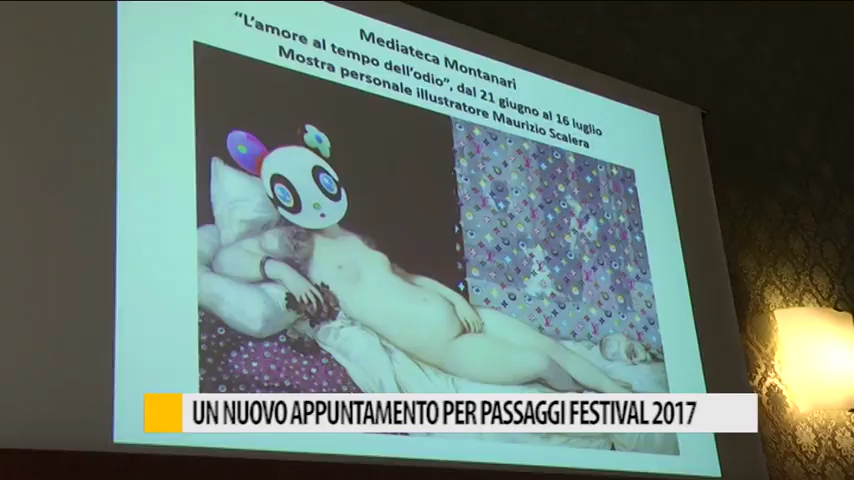 Mediateca Montanari
"L'amore al tempo dell'odio", dal 21 giugno al 16 luglio
Mostra personale illustratore Maurizio Scalera
UN NUOVO APPUNTAMENTO PER PASSAGGI FESTIVAL 2017